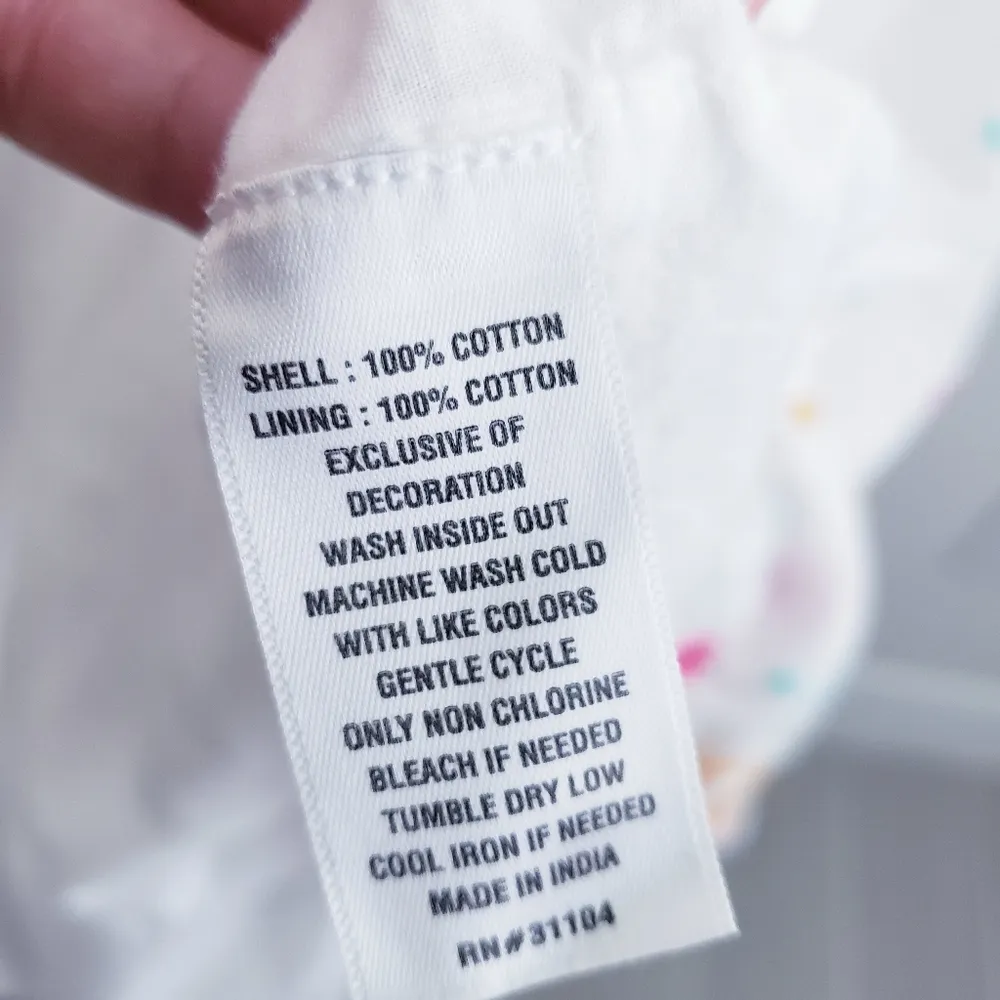 SHELL : 100% COTTON
LINING : 100% COTTON
EXCLUSIVE OF
DECORATION
WASH INSIDE OUT
MACHINE WASH COLD
WITH LIKE COLORS
GENTLE CYCLE
ONLY NON CHLORINE
BLEACH IF NEEDED
TUMBLE DRY LOW
COOL IRON IF NEEDED
MADE IN INDIA
RN#31104